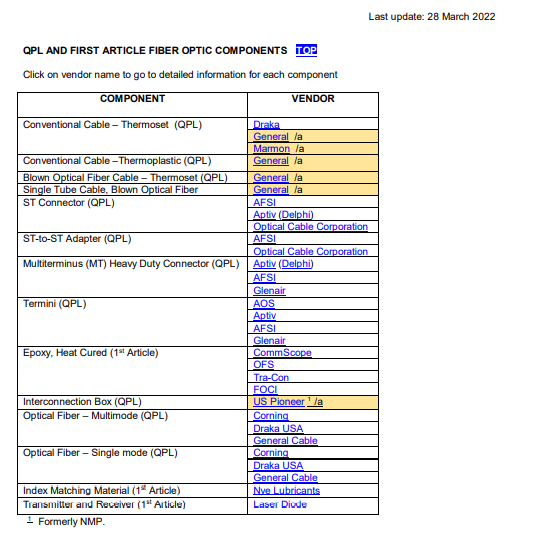 Last update: 28 March 2022
QPL AND FIRST ARTICLE FIBER OPTIC COMPONENTS TOP
Click on vendor name to go to detailed information for each component
COMPONENT VENDOR
Conventional Cable – Thermoset (QPL) Draka
General /a
Marmon /a
Conventional Cable –Thermoplastic (QPL) General /a
Blown Optical Fiber Cable – Thermoset (QPL) General /a
Single Tube Cable, Blown Optical Fiber General /a
ST Connector (QPL) AFSI
Aptiv (Delphi)
Optical Cable Corporation
ST-to-ST Adapter (QPL) AFSI
Optical Cable Corporation
Multiterminus (MT) Heavy Duty Connector (QPL) Aptiv (Delphi)
AFSI
Glenair
Termini (QPL) AOS
Aptiv
AFSI
Glenair
Epoxy, Heat Cured (1st Article) CommScope
OFS
Tra-Con
FOCI
Interconnection Box (QPL) US Pioneer 1 /a
Optical Fiber – Multimode (QPL) Corning
Draka USA
General Cable
Optical Fiber – Single mode (QPL) Corning
Draka USA
General Cable
Index Matching Material (1st Article) Nye Lubricants
Transmitter and Receiver (1st Article) Laser Diode
1 Formerly NMP.